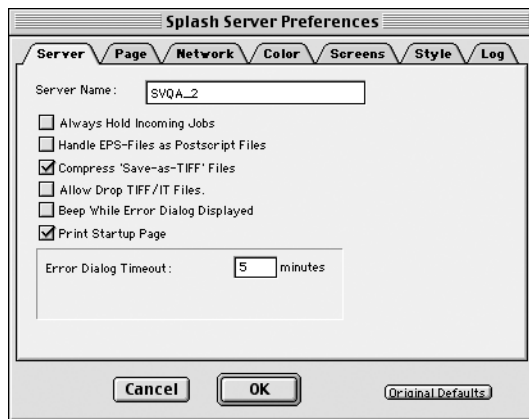 Splash Server Preferences
Server Page Network Color Screens Style Log
Server Name: SVQA_2
Always Hold Incoming Jobs
Handle EPS-Files as Postscript Files
Compress 'Save-as-TIFF' Files
Allow Drop TIFF/IT Files.
Beep While Error Dialog Displayed
Print Startup Page
Error Dialog Timeout: 5 minutes
Cancel OK Original Defaults